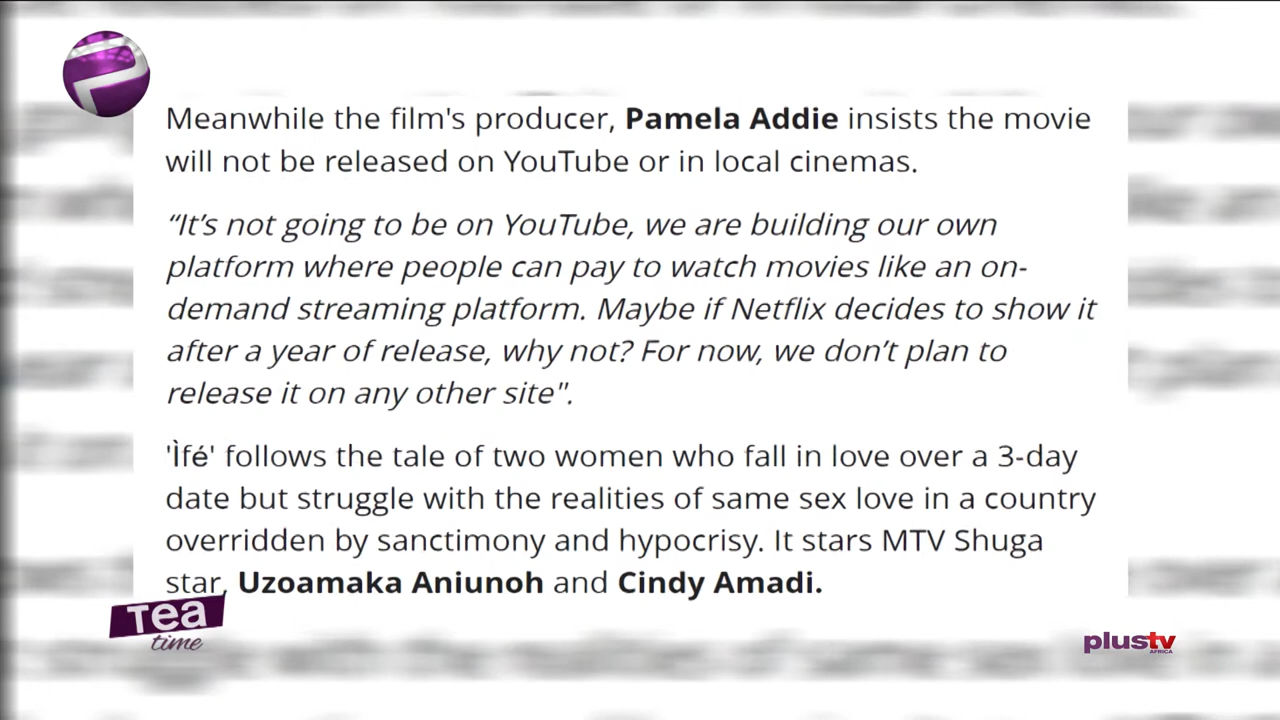 Meanwhile the film's producer, Pamela Addie insists the movie
will not be released on YouTube or in local cinemas.
“It’s not going to be on YouTube, we are building our own
platform where people can pay to watch movies like an on-
demand streaming platform. Maybe if Netflix decides to show it
after a year of release, why not? For now, we don’t plan to
release it on any other site".
'Ìfé' follows the tale of two women who fall in love over a 3-day
date but struggle with the realities of same sex love in a country
overridden by sanctimony and hypocrisy. It stars MTV Shuga
star, Uzoamaka Aniunoh and Cindy Amadi.
Tea
time
plustv
AFRICA